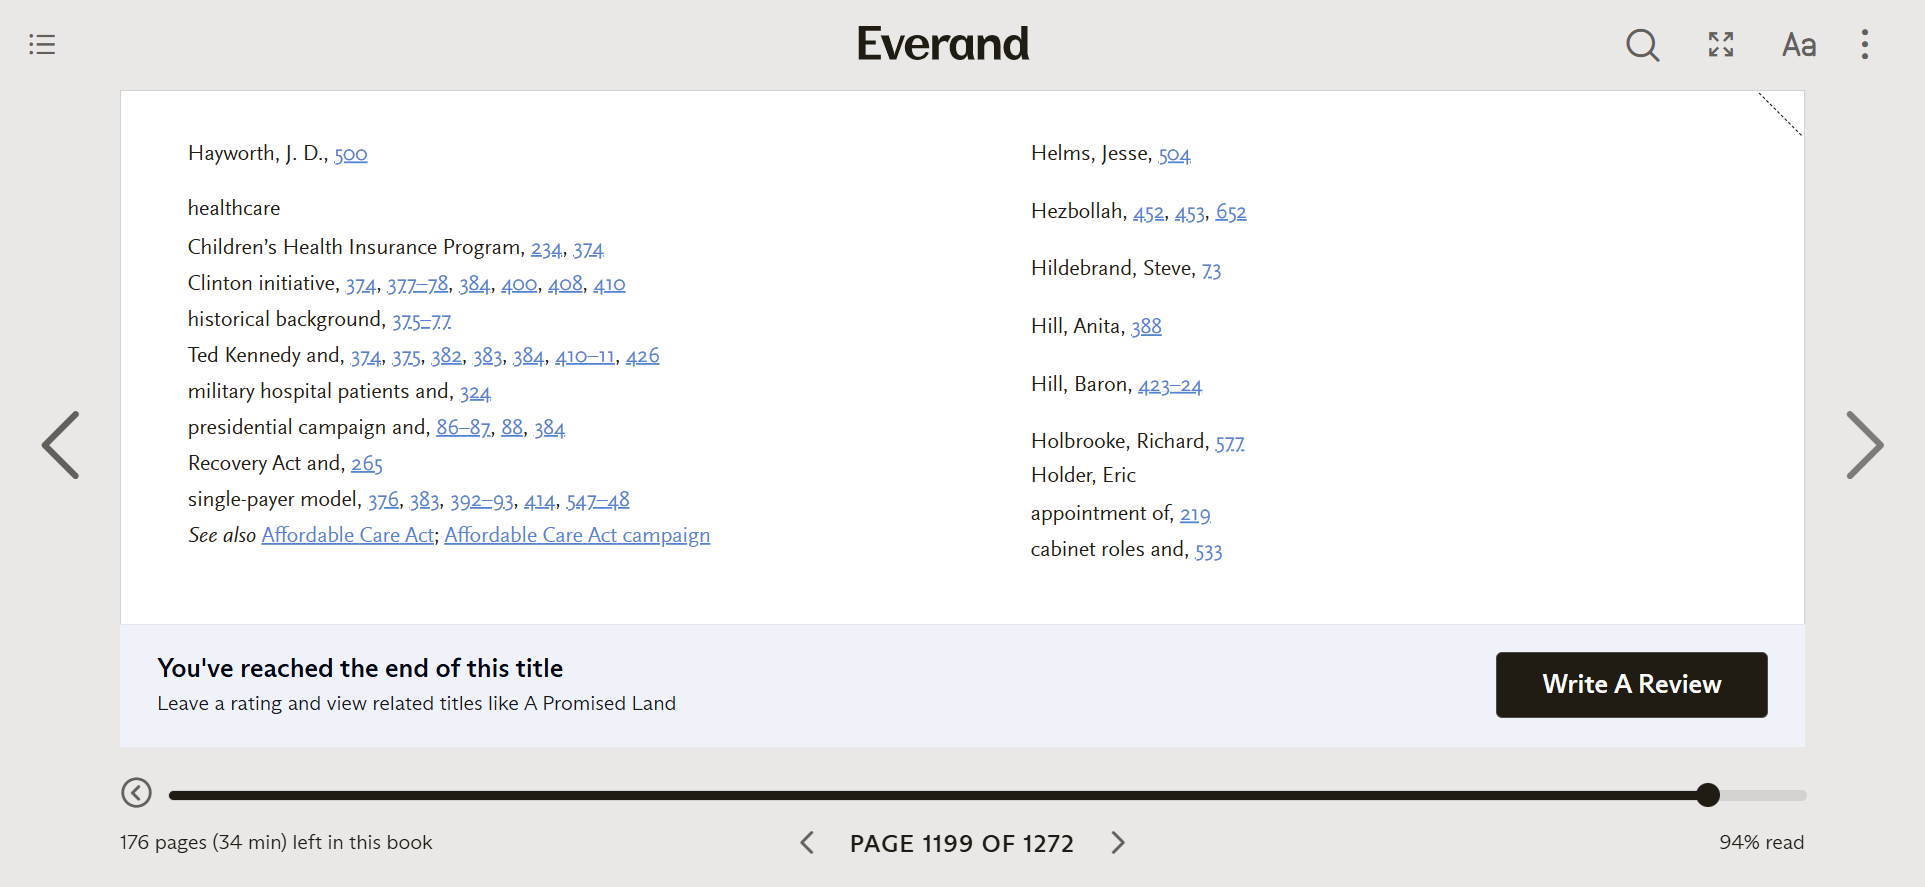 Everand
Aa
Hayworth, J. D., 500
healthcare
Children’s Health Insurance Program, 234, 374
Clinton initiative, 374, 377–78, 384, 400, 408, 410
historical background, 375–77
Ted Kennedy and, 374, 375, 382, 383, 384, 410–11, 426
military hospital patients and, 324
presidential campaign and, 86–87, 88, 384
Recovery Act and, 265
single-payer model, 376, 383, 392–93, 414, 547–48
See also Affordable Care Act; Affordable Care Act campaign
Helms, Jesse, 504
Hezbollah, 452, 453, 652
Hildebrand, Steve, 73
Hill, Anita, 388
Hill, Baron, 423–24
Holbrooke, Richard, 577
Holder, Eric
appointment of, 219
cabinet roles and, 533
You've reached the end of this title
Leave a rating and view related titles like A Promised Land
Write A Review
176 pages (34 min) left in this book
PAGE 1199 OF 1272
94% read